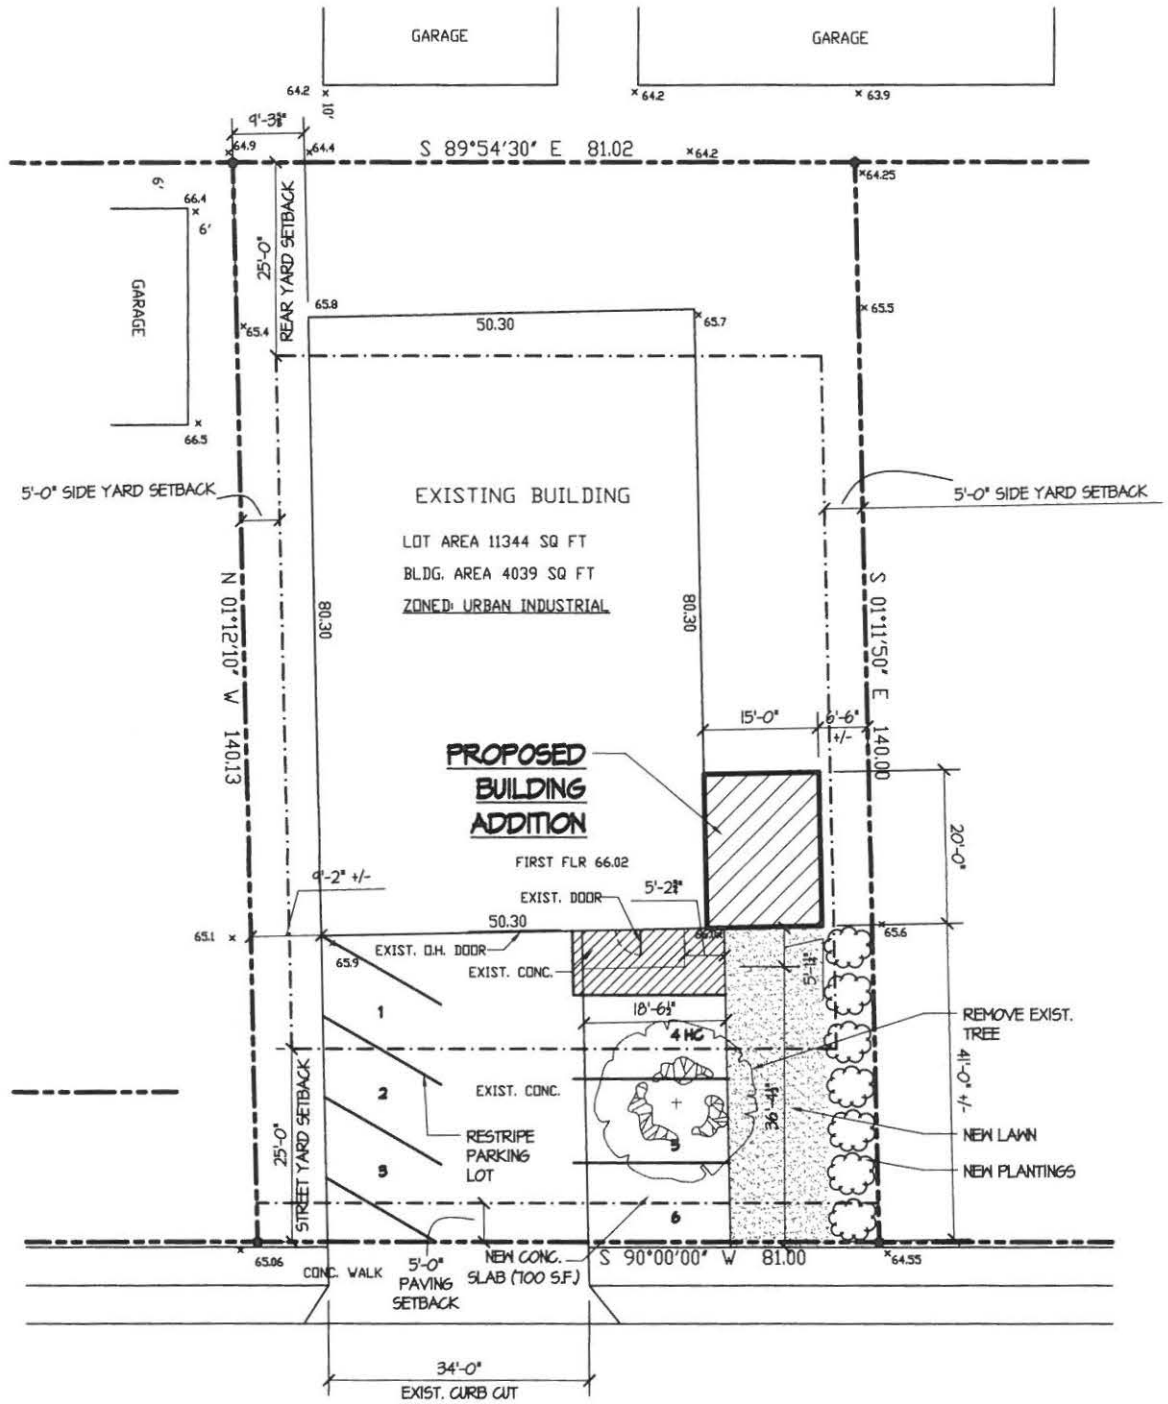 GARAGE
GARAGE
64.2
10'
64.2
63.9
9'-3⅝"
64.9
64.4
S 89°54'30" E 81.02
64.2
64.25
6'
66.4
6'
GARAGE
66.5
25'-0"
REAR YARD SETBACK
65.8
50.30
65.7
65.5
65.4
5'-0" SIDE YARD SETBACK
EXISTING BUILDING
5'-0" SIDE YARD SETBACK
LOT AREA 11344 SQ FT
BLDG. AREA 4039 SQ FT
ZONED: URBAN INDUSTRIAL
N 01°12'10" W 140.13
80.30
80.30
S 01°11'50" E 140.00
15'-0"
6'-6"
+/-
PROPOSED
BUILDING
ADDITION
20'-0"
FIRST FLR 66.02
9'-2" +/-
EXIST. DOOR
50.30
65.1
EXIST. O.H. DOOR
65.6
65.9
EXIST. CONC.
1
18'-6½"
4 HC
REMOVE EXIST.
TREE
2
EXIST. CONC.
36'-4½"
41'-0" +/-
RESTRIPE
PARKING
LOT
NEW LAWN
25'-0"
STREET YARD SETBACK
3
5
NEW PLANTINGS
6
65.06
CONC. WALK
5'-0"
PAVING
SETBACK
NEW CONC.
SLAB (700 S.F.)
S 90°00'00" W 81.00
64.55
34'-0"
EXIST. CURB CUT